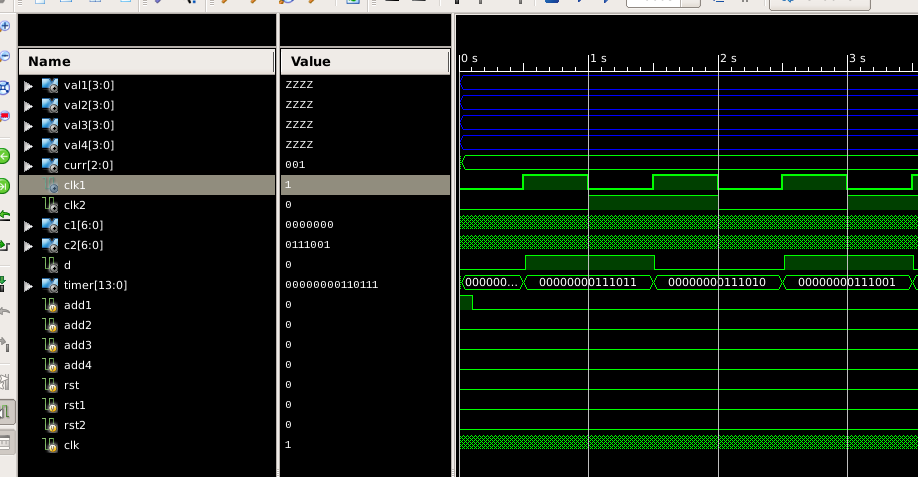 Name Value 0 s 1 s 2 s 3 s
val1[3:0] ZZZZ
val2[3:0] ZZZZ
val3[3:0] ZZZZ
val4[3:0] ZZZZ
curr[2:0] 001
clk1 1
clk2 0
c1[6:0] 0000000
c2[6:0] 0111001
d 0
timer[13:0] 00000000110111 000000... 00000000111011 00000000111010 00000000111001
add1 0
add2 0
add3 0
add4 0
rst 0
rst1 0
rst2 0
clk 1